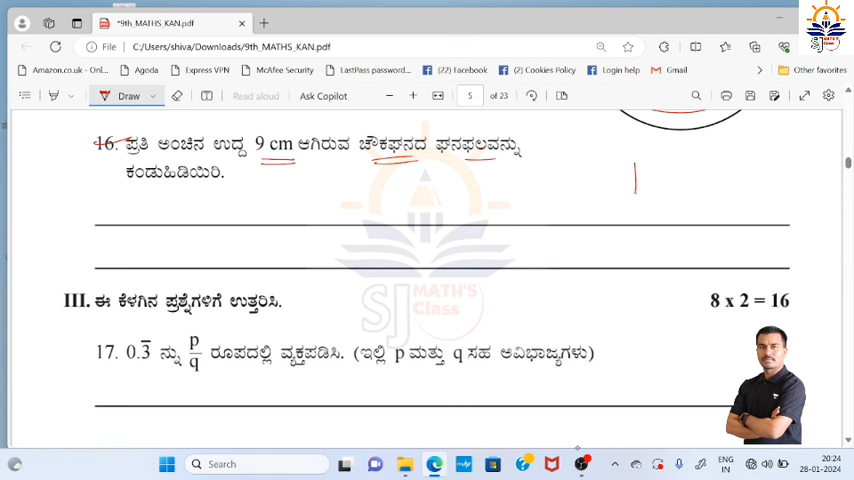 *9th_MATHS_KAN.pdf
File
C:/Users/shiva/Downloads/9th_MATHS_KAN.pdf
Amazon.co.uk - Onl...
Agoda
Express VPN
McAfee Security
LastPass password...
(22) Facebook
(2) Cookies Policy
Login help
Gmail
Other favorites
Draw
Read aloud
Ask Copilot
5 of 23
SJ MATH'S Class
16. ಪ್ರತಿ ಅಂಚಿನ ಉದ್ದ 9 cm ಆಗಿರುವ ಚೌಕಘನದ ಘನಫಲವನ್ನು
ಕಂಡುಹಿಡಿಯಿರಿ.
III. ಈ ಕೆಳಗಿನ ಪ್ರಶ್ನೆಗಳಿಗೆ ಉತ್ತರಿಸಿ. 8 x 2 = 16
17. 0.3̅ ನ್ನು p/q ರೂಪದಲ್ಲಿ ವ್ಯಕ್ತಪಡಿಸಿ. (ಇಲ್ಲಿ p ಮತ್ತು q ಸಹ ಅವಿಭಾಜ್ಯಗಳು)
Search
ENG
IN
20:24
28-01-2024